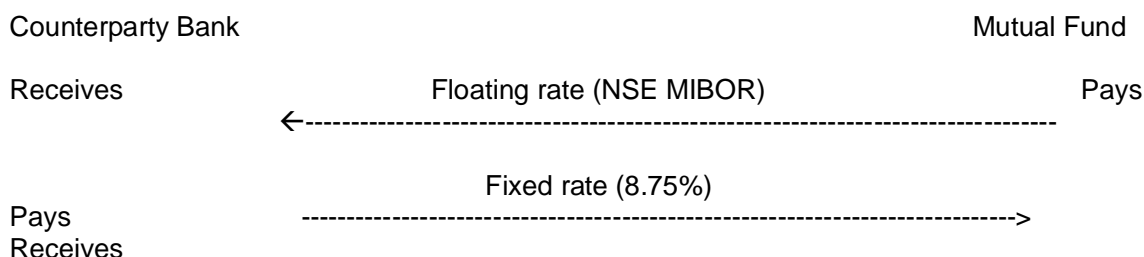 Counterparty Bank Mutual Fund
Receives Floating rate (NSE MIBOR) Pays
←--------------------------------------------------------------------------------
Fixed rate (8.75%)
Pays ----------------------------------------------------------------------------->
Receives